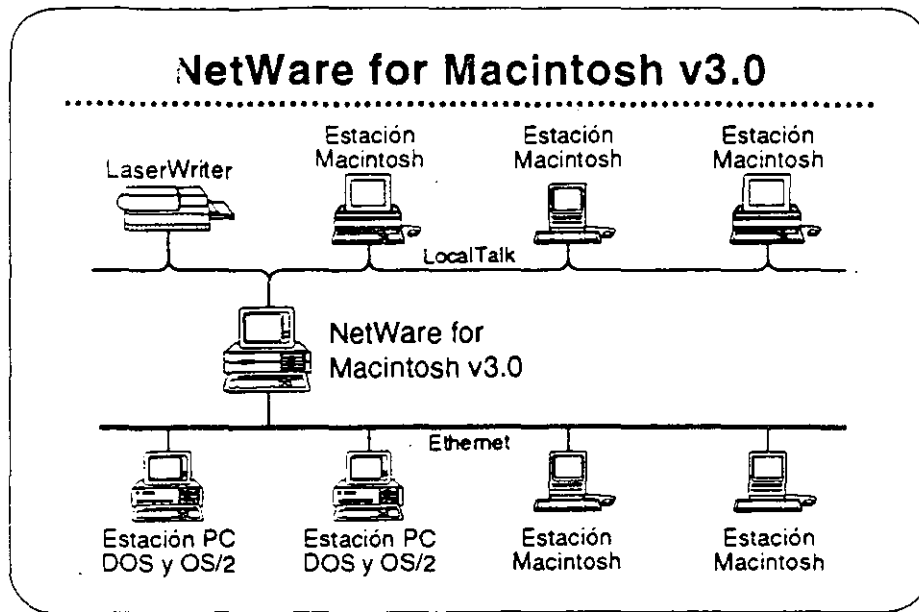 NetWare for Macintosh v3.0
LaserWriter
Estación
Macintosh
Estación
Macintosh
Estación
Macintosh
LocalTalk
NetWare for
Macintosh v3.0
Ethernet
Estación PC
DOS y OS/2
Estación PC
DOS y OS/2
Estación
Macintosh
Estación
Macintosh